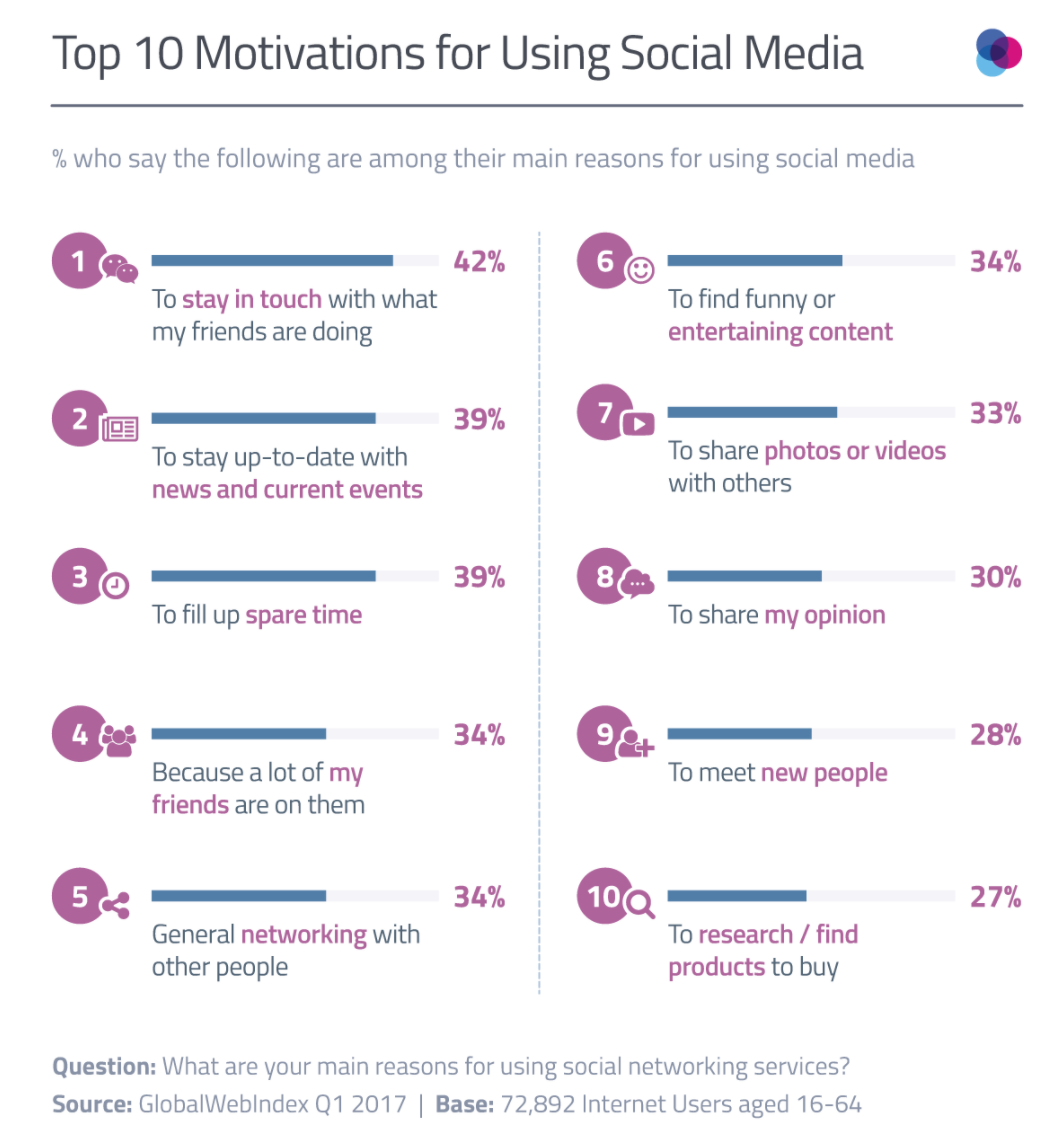 Top 10 Motivations for Using Social Media
% who say the following are among their main reasons for using social media
1
42%
To stay in touch with what
my friends are doing
2
39%
To stay up-to-date with
news and current events
3
39%
To fill up spare time
4
34%
Because a lot of my
friends are on them
5
34%
General networking with
other people
6
34%
To find funny or
entertaining content
7
33%
To share photos or videos
with others
8
30%
To share my opinion
9
28%
To meet new people
10
27%
To research / find
products to buy
Question: What are your main reasons for using social networking services?
Source: GlobalWebIndex Q1 2017 | Base: 72,892 Internet Users aged 16-64